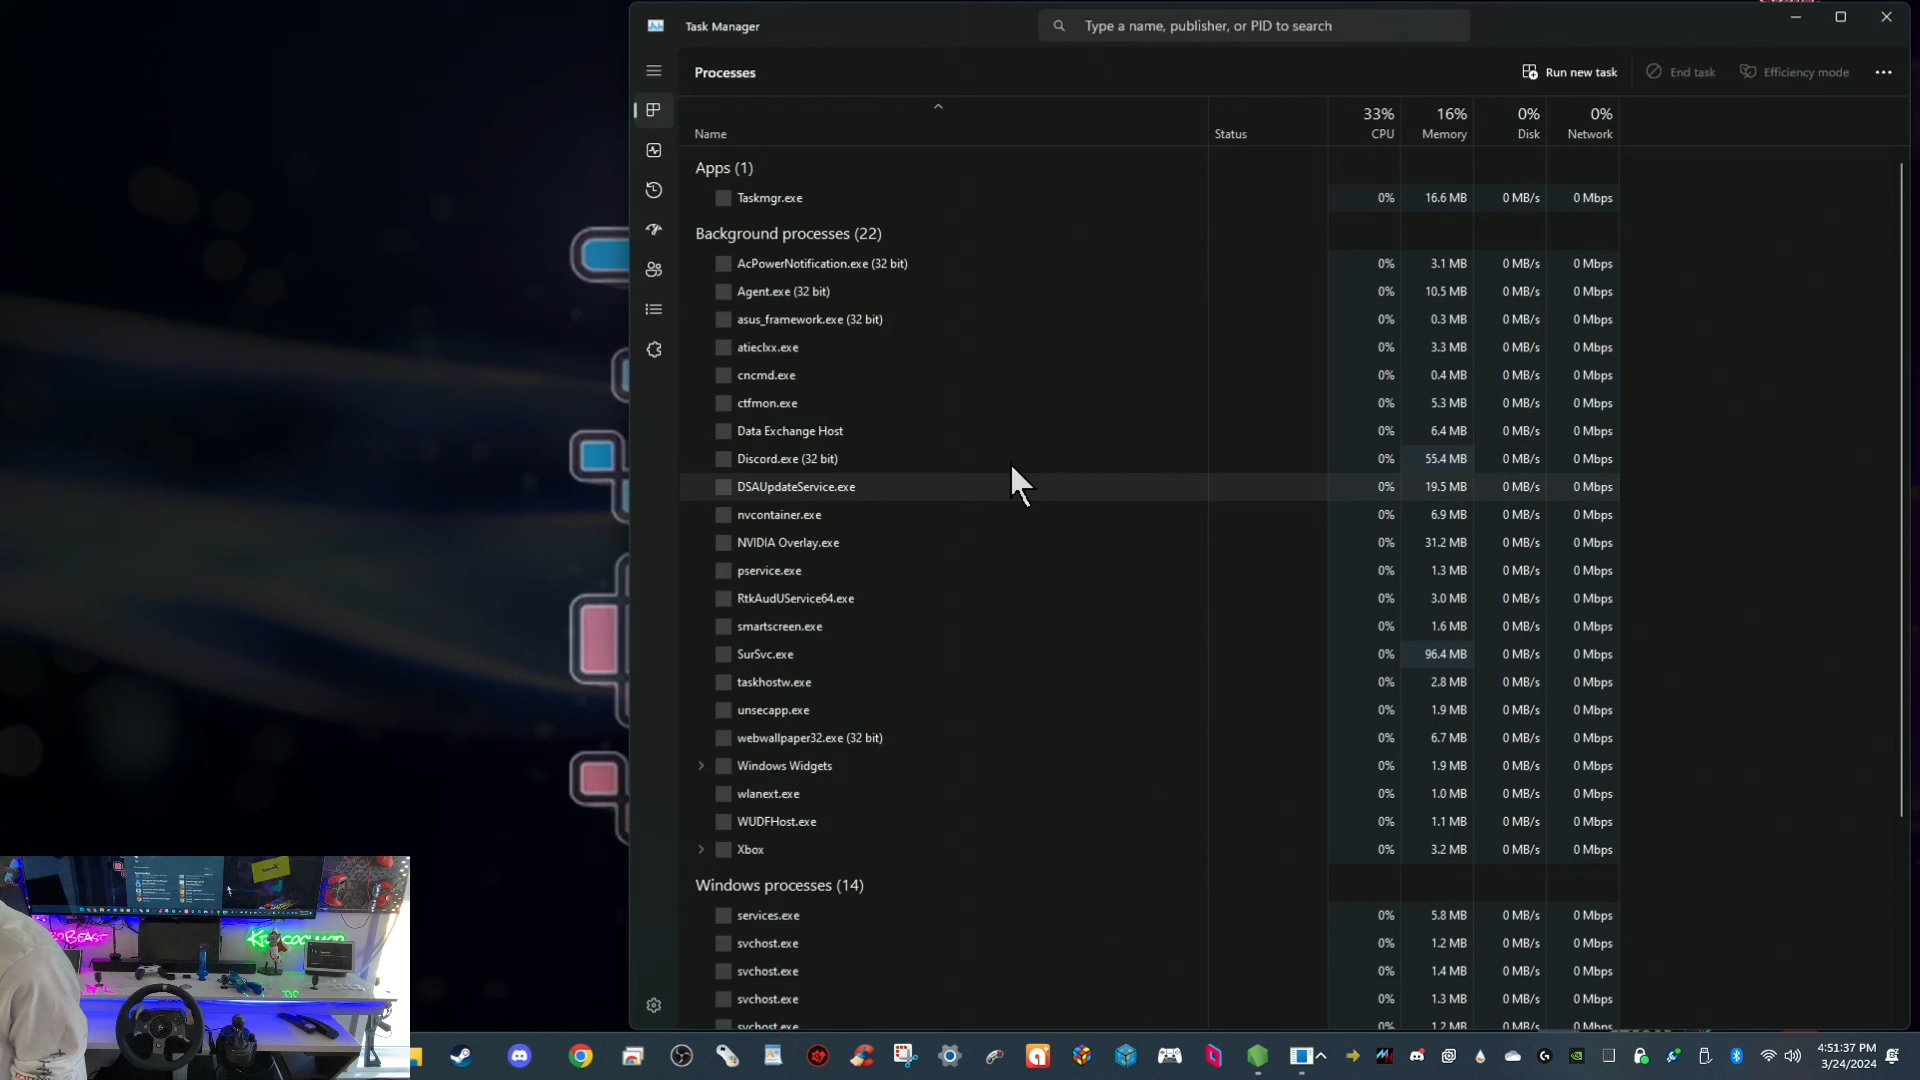 Task Manager
Type a name, publisher, or PID to search
Processes
Run new task
End task
Efficiency mode
Name
Status
33% CPU
16% Memory
0% Disk
0% Network
Apps (1)
Taskmgr.exe 0% 16.6 MB 0 MB/s 0 Mbps
Background processes (22)
AcPowerNotification.exe (32 bit) 0% 3.1 MB 0 MB/s 0 Mbps
Agent.exe (32 bit) 0% 10.5 MB 0 MB/s 0 Mbps
asus_framework.exe (32 bit) 0% 0.3 MB 0 MB/s 0 Mbps
atieclxx.exe 0% 3.3 MB 0 MB/s 0 Mbps
cncmd.exe 0% 0.4 MB 0 MB/s 0 Mbps
ctfmon.exe 0% 5.3 MB 0 MB/s 0 Mbps
Data Exchange Host 0% 6.4 MB 0 MB/s 0 Mbps
Discord.exe (32 bit) 0% 55.4 MB 0 MB/s 0 Mbps
DSAUpdateService.exe 0% 19.5 MB 0 MB/s 0 Mbps
nvcontainer.exe 0% 6.9 MB 0 MB/s 0 Mbps
NVIDIA Overlay.exe 0% 31.2 MB 0 MB/s 0 Mbps
pservice.exe 0% 1.3 MB 0 MB/s 0 Mbps
RtkAudUService64.exe 0% 3.0 MB 0 MB/s 0 Mbps
smartscreen.exe 0% 1.6 MB 0 MB/s 0 Mbps
SurSvc.exe 0% 96.4 MB 0 MB/s 0 Mbps
taskhostw.exe 0% 2.8 MB 0 MB/s 0 Mbps
unsecapp.exe 0% 1.9 MB 0 MB/s 0 Mbps
webwallpaper32.exe (32 bit) 0% 6.7 MB 0 MB/s 0 Mbps
Windows Widgets 0% 1.9 MB 0 MB/s 0 Mbps
wlanext.exe 0% 1.0 MB 0 MB/s 0 Mbps
WUDFHost.exe 0% 1.1 MB 0 MB/s 0 Mbps
Xbox 0% 3.2 MB 0 MB/s 0 Mbps
Windows processes (14)
services.exe 0% 5.8 MB 0 MB/s 0 Mbps
svchost.exe 0% 1.2 MB 0 MB/s 0 Mbps
svchost.exe 0% 1.4 MB 0 MB/s 0 Mbps
svchost.exe 0% 1.3 MB 0 MB/s 0 Mbps
svchost.exe 0% 1.2 MB 0 MB/s 0 Mbps
4:51:37 PM
3/24/2024